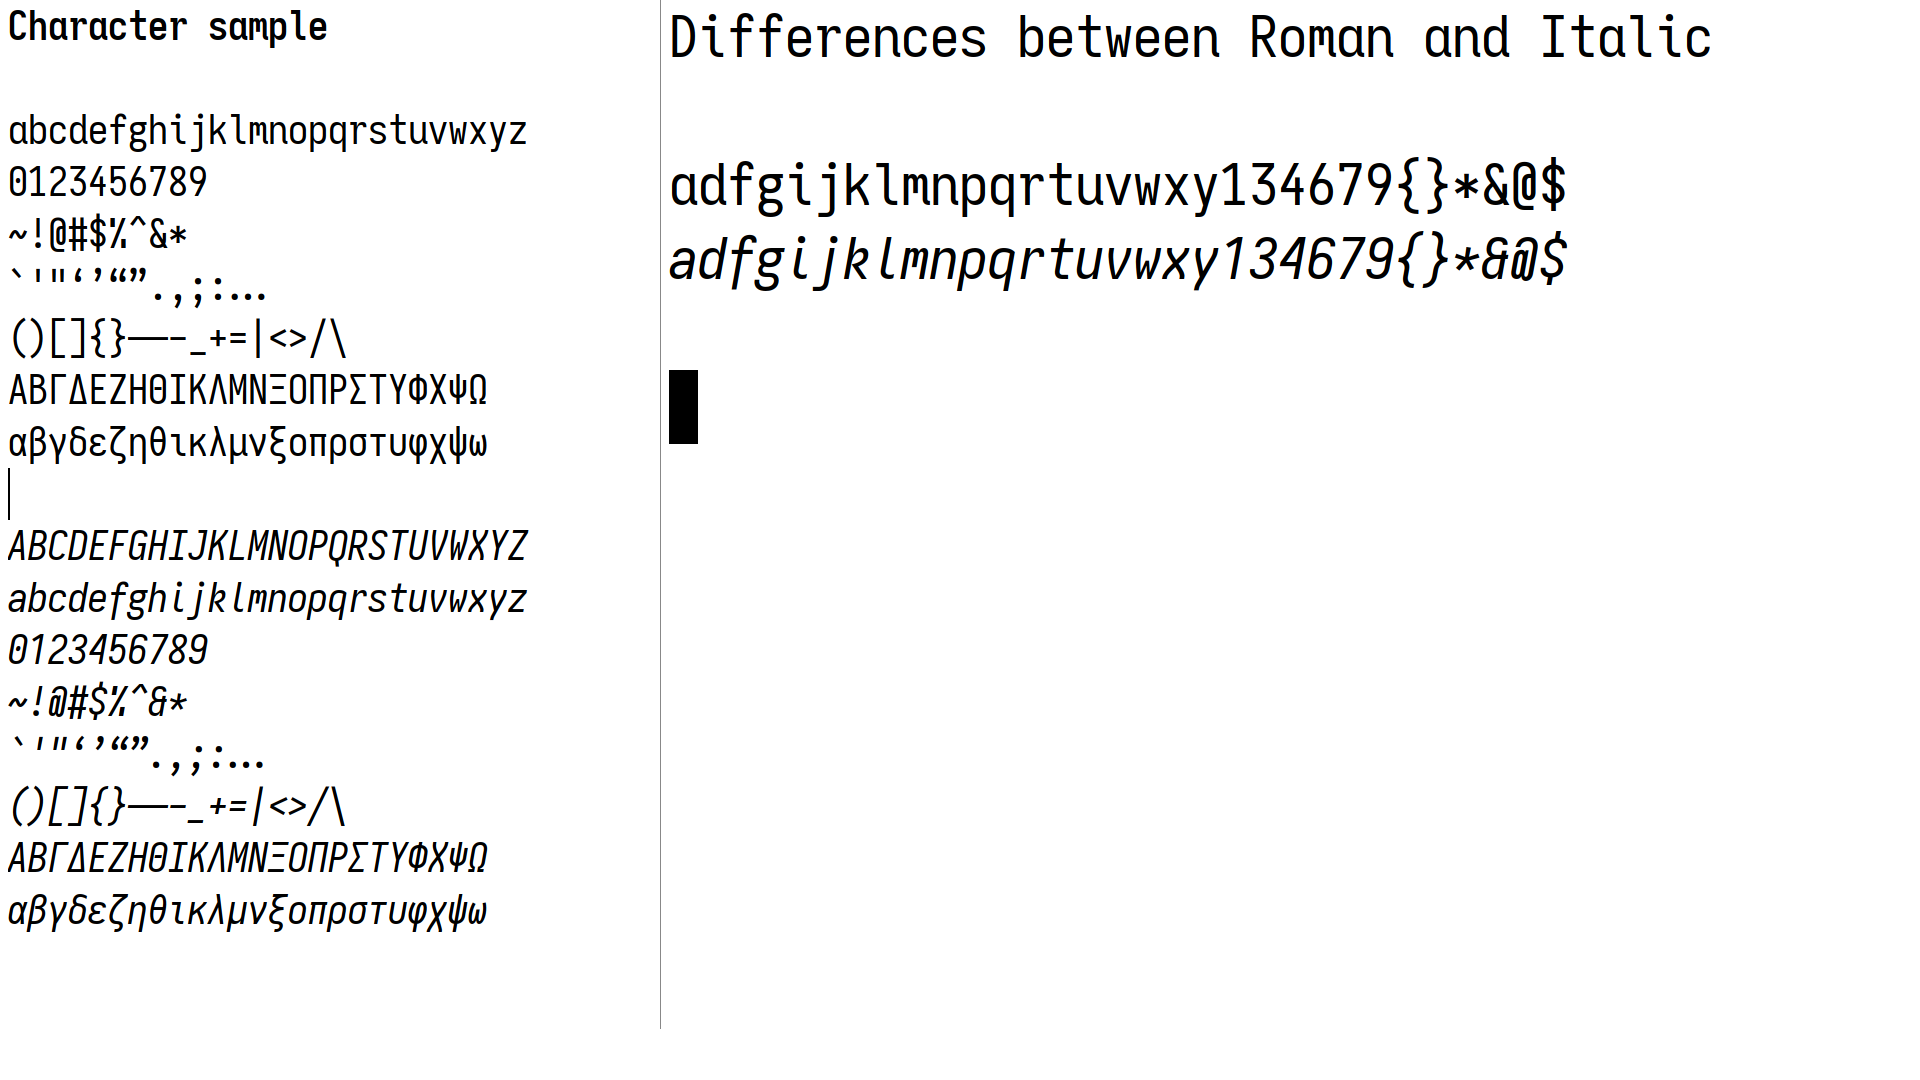 Character sample
abcdefghijklmnopqrstuvwxyz
0123456789
~!@#$%^&*
`'"‘’“”.,;:…
()[]{}—–-_+=|<>/\
ΑΒΓΔΕΖΗΘΙΚΛΜΝΞΟΠΡΣΤΥΦΧΨΩ
αβγδεζηθικλμνξοπρστυφχψω
ABCDEFGHIJKLMNOPQRSTUVWXYZ
abcdefghijklmnopqrstuvwxyz
0123456789
~!@#$%^&*
`'"‘’“”.,;:…
()[]{}—–-_+=|<>/\
ΑΒΓΔΕΖΗΘΙΚΛΜΝΞΟΠΡΣΤΥΦΧΨΩ
αβγδεζηθικλμνξοπρστυφχψω
Differences between Roman and Italic
adfgijklmnpqrtuvwxy134679{}*&@$
adfgijklmnpqrtuvwxy134679{}*&@$